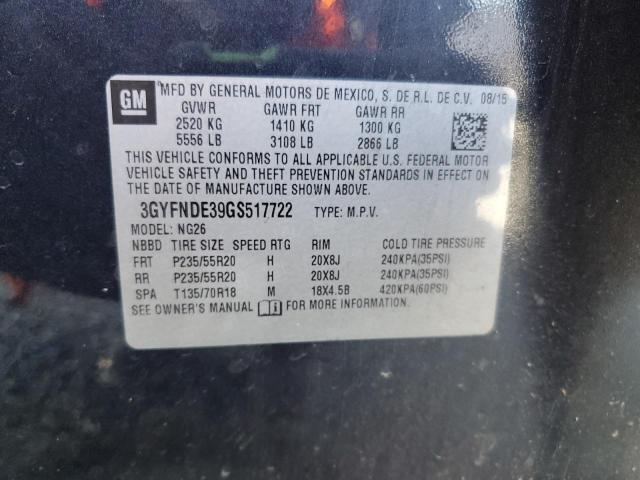 GM
MFD BY GENERAL MOTORS DE MEXICO, S. DE R.L. DE C.V. 08/15
GVWR GAWR FRT GAWR RR
2520 KG 1410 KG 1300 KG
5556 LB 3108 LB 2866 LB
THIS VEHICLE CONFORMS TO ALL APPLICABLE U.S. FEDERAL MOTOR
VEHICLE SAFETY AND THEFT PREVENTION STANDARDS IN EFFECT ON THE DATE
OF MANUFACTURE SHOWN ABOVE.
3GYFNDE39GS517722 TYPE: M.P.V.
MODEL: NG26
NBBD TIRE SIZE SPEED RTG RIM COLD TIRE PRESSURE
FRT P235/55R20 H 20X8J 240KPA(35PSI)
RR P235/55R20 H 20X8J 240KPA(35PSI)
SPA T135/70R18 M 18X4.5B 420KPA(60PSI)
SEE OWNER'S MANUAL FOR MORE INFORMATION.